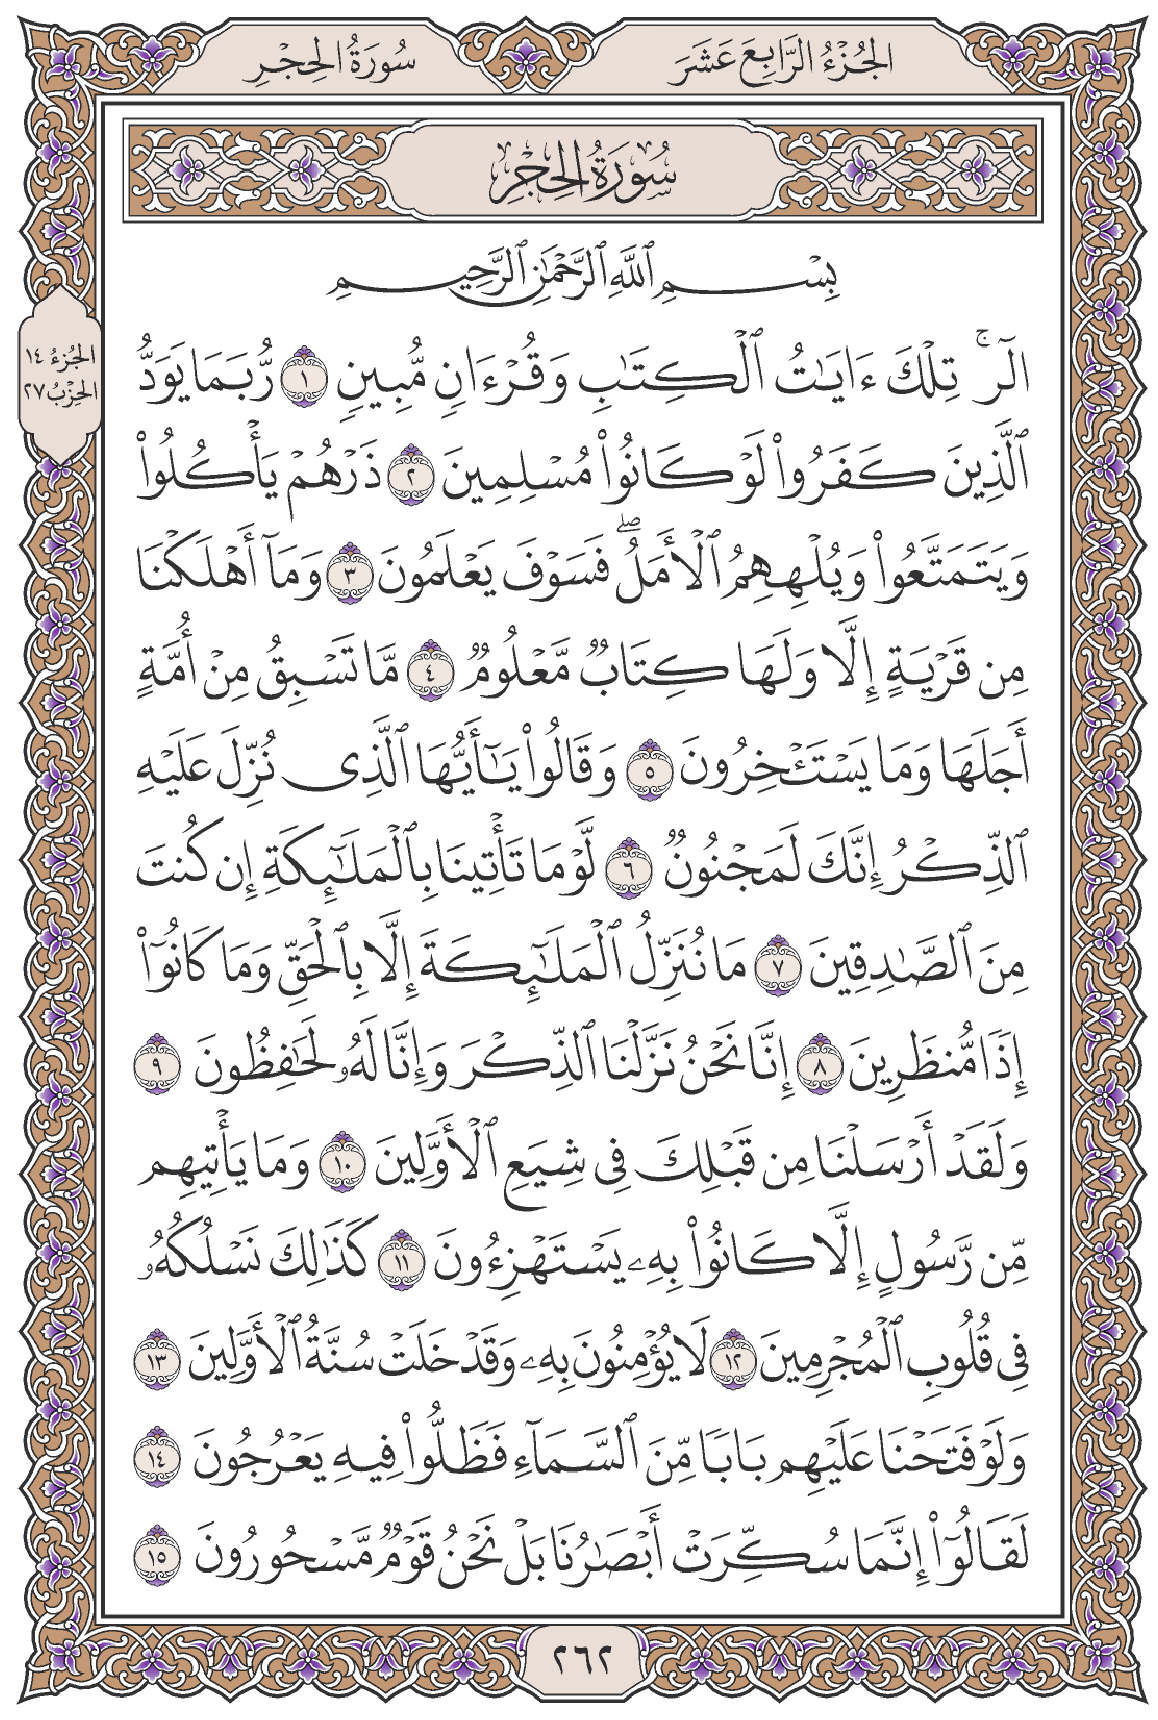 الجُزْءُ الرَّابِعَ عَشَرَ
سُورَةُ الحِجْرِ
سُورَةُ الحِجْرِ
بِسْمِ ٱللَّهِ ٱلرَّحْمَٰنِ ٱلرَّحِيمِ
الجُزءُ ١٤
الحِزْبُ ٢٧
الٓرۚ تِلْكَ ءَايَٰتُ ٱلْكِتَٰبِ وَقُرْءَانٖ مُّبِينٖ ١ رُّبَمَا يَوَدُّ
ٱلَّذِينَ كَفَرُوا۟ لَوْ كَانُوا۟ مُسْلِمِينَ ٢ ذَرْهُمْ يَأْكُلُوا۟
وَيَتَمَتَّعُوا۟ وَيُلْهِهِمُ ٱلْأَمَلُۖ فَسَوْفَ يَعْلَمُونَ ٣ وَمَآ أَهْلَكْنَا
مِن قَرْيَةٍ إِلَّا وَلَهَا كِتَابٌ مَّعْلُومٌ ٤ مَّا تَسْبِقُ مِنْ أُمَّةٍ
أَجَلَهَا وَمَا يَسْتَـْٔخِرُونَ ٥ وَقَالُوا۟ يَٰٓأَيُّهَا ٱلَّذِى نُزِّلَ عَلَيْهِ
ٱلذِّكْرُ إِنَّكَ لَمَجْنُونٌ ٦ لَّوْ مَا تَأْتِينَا بِٱلْمَلَٰٓئِكَةِ إِن كُنتَ
مِنَ ٱلصَّٰدِقِينَ ٧ مَا نُنَزِّلُ ٱلْمَلَٰٓئِكَةَ إِلَّا بِٱلْحَقِّ وَمَا كَانُوٓا۟
إِذًا مُّنظَرِينَ ٨ إِنَّا نَحْنُ نَزَّلْنَا ٱلذِّكْرَ وَإِنَّا لَهُۥ لَحَٰفِظُونَ ٩
وَلَقَدْ أَرْسَلْنَا مِن قَبْلِكَ فِى شِيَعِ ٱلْأَوَّلِينَ ١٠ وَمَا يَأْتِيهِم
مِّن رَّسُولٍ إِلَّا كَانُوا۟ بِهِۦ يَسْتَهْزِءُونَ ١١ كَذَٰلِكَ نَسْلُكُهُۥ
فِى قُلُوبِ ٱلْمُجْرِمِينَ ١٢ لَا يُؤْمِنُونَ بِهِۦ وَقَدْ خَلَتْ سُنَّةُ ٱلْأَوَّلِينَ ١٣
وَلَوْ فَتَحْنَا عَلَيْهِم بَابًا مِّنَ ٱلسَّمَآءِ فَظَلُّوا۟ فِيهِ يَعْرُجُونَ ١٤
لَقَالُوٓا۟ إِنَّمَا سُكِّرَتْ أَبْصَٰرُنَا بَلْ نَحْنُ قَوْمٌ مَّسْحُورُونَ ١٥
٢٦٢